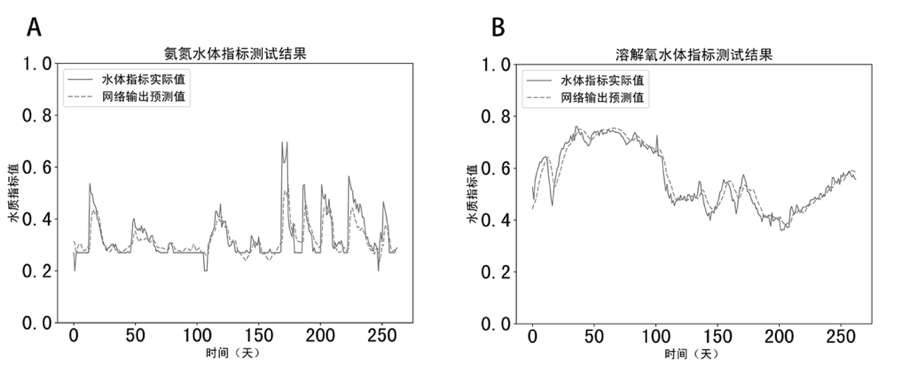 A
氨氮水体指标测试结果
水体指标实际值
网络输出预测值
水质指标值
1.0
0.8
0.6
0.4
0.2
0.0
0 50 100 150 200 250
时间（天）
B
溶解氧水体指标测试结果
水体指标实际值
网络输出预测值
水质指标值
1.0
0.8
0.6
0.4
0.2
0.0
0 50 100 150 200 250
时间（天）